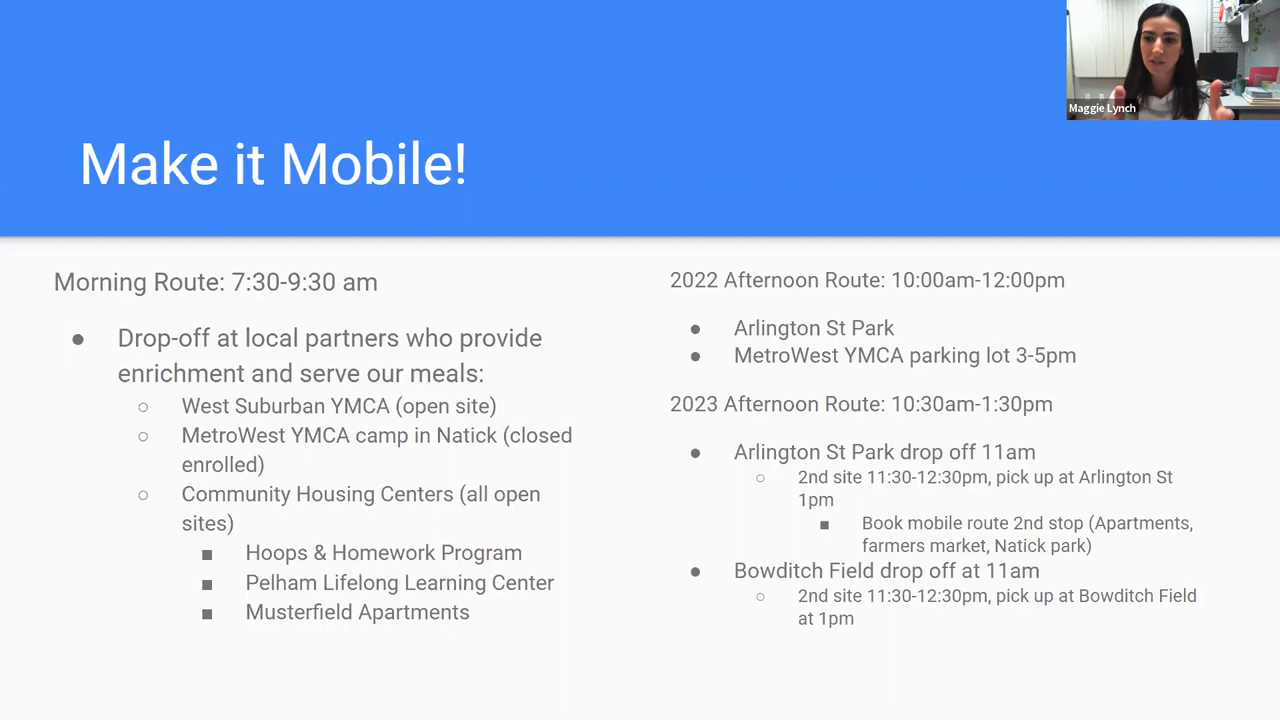 Maggie Lynch
Make it Mobile!
Morning Route: 7:30-9:30 am
● Drop-off at local partners who provide
enrichment and serve our meals:
○ West Suburban YMCA (open site)
○ MetroWest YMCA camp in Natick (closed
enrolled)
○ Community Housing Centers (all open
sites)
■ Hoops & Homework Program
■ Pelham Lifelong Learning Center
■ Musterfield Apartments
2022 Afternoon Route: 10:00am-12:00pm
● Arlington St Park
● MetroWest YMCA parking lot 3-5pm
2023 Afternoon Route: 10:30am-1:30pm
● Arlington St Park drop off 11am
○ 2nd site 11:30-12:30pm, pick up at Arlington St
1pm
■ Book mobile route 2nd stop (Apartments,
farmers market, Natick park)
● Bowditch Field drop off at 11am
○ 2nd site 11:30-12:30pm, pick up at Bowditch Field
at 1pm